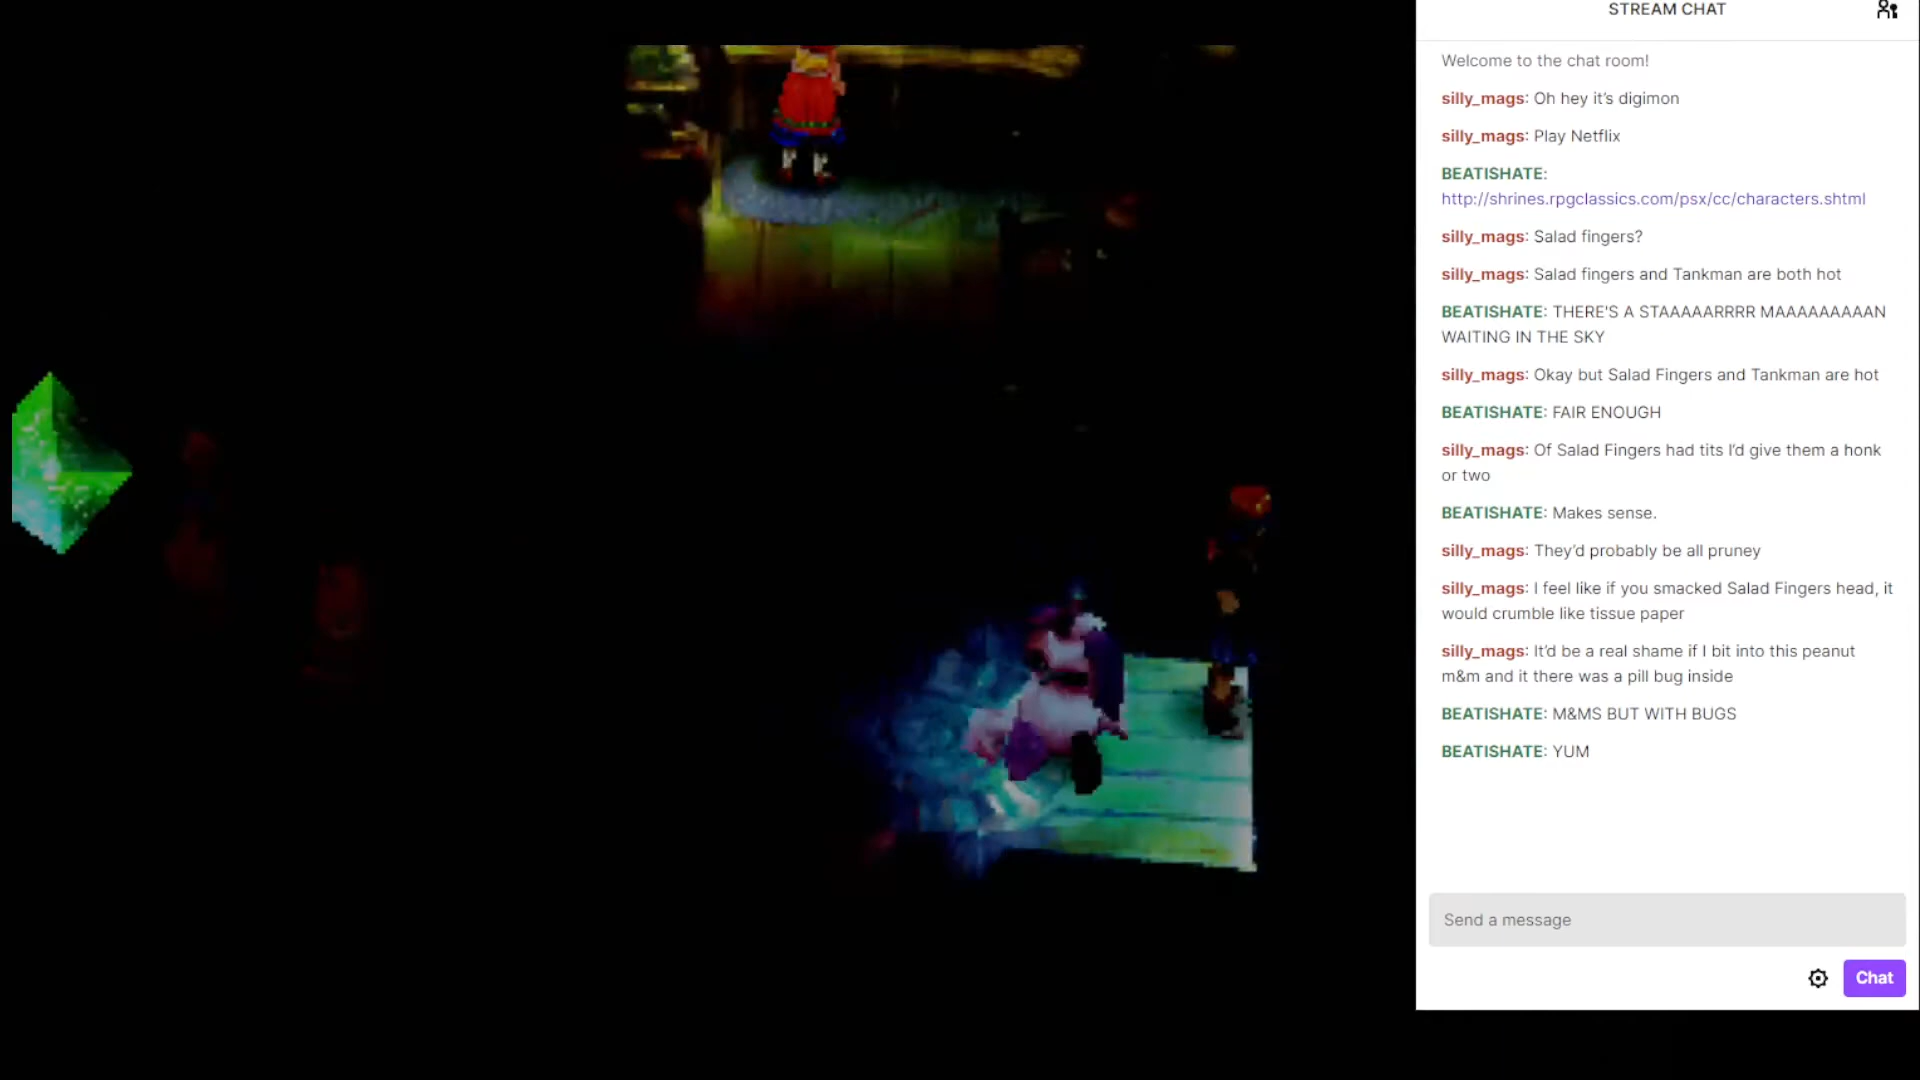 STREAM CHAT
Welcome to the chat room!
silly_mags: Oh hey it’s digimon
silly_mags: Play Netflix
BEATISHATE:
http://shrines.rpgclassics.com/psx/cc/characters.shtml
silly_mags: Salad fingers?
silly_mags: Salad fingers and Tankman are both hot
BEATISHATE: THERE'S A STAAAAARRRR MAAAAAAAAAN
WAITING IN THE SKY
silly_mags: Okay but Salad Fingers and Tankman are hot
BEATISHATE: FAIR ENOUGH
silly_mags: Of Salad Fingers had tits I’d give them a honk
or two
BEATISHATE: Makes sense.
silly_mags: They’d probably be all pruney
silly_mags: I feel like if you smacked Salad Fingers head, it
would crumble like tissue paper
silly_mags: It’d be a real shame if I bit into this peanut
m&m and it there was a pill bug inside
BEATISHATE: M&MS BUT WITH BUGS
BEATISHATE: YUM
Send a message
Chat